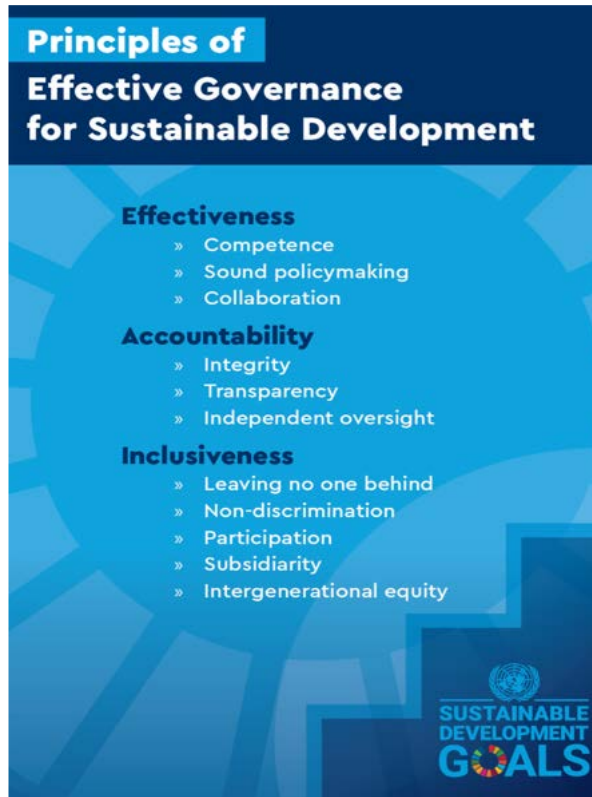 Principles of
Effective Governance
for Sustainable Development
Effectiveness
» Competence
» Sound policymaking
» Collaboration
Accountability
» Integrity
» Transparency
» Independent oversight
Inclusiveness
» Leaving no one behind
» Non-discrimination
» Participation
» Subsidiarity
» Intergenerational equity
SUSTAINABLE
DEVELOPMENT
GOALS